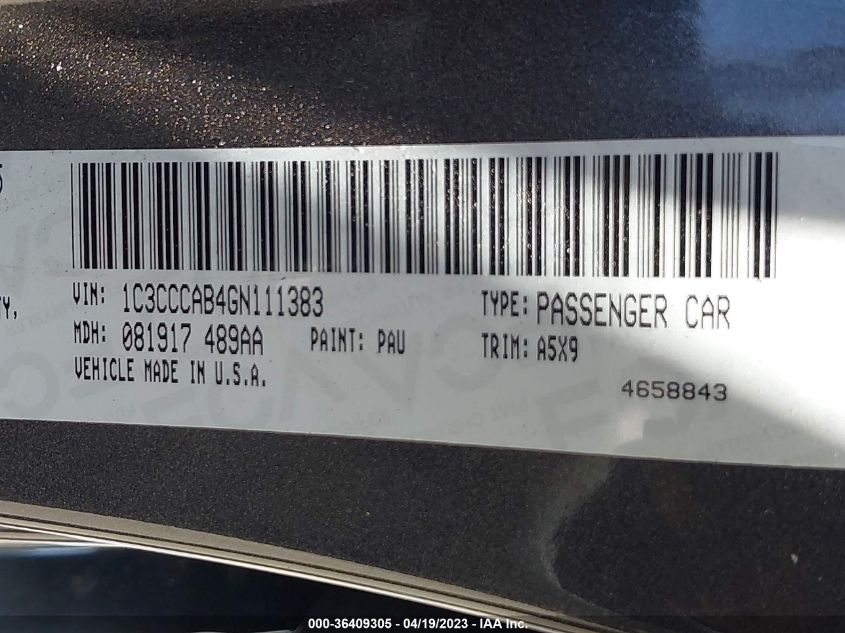 VIN: 1C3CCCAB4GN111383 TYPE: PASSENGER CAR
MDH: 081917 489AA PAINT: PAU TRIM: A5X9
VEHICLE MADE IN U.S.A.
4658843
000-36409305 - 04/19/2023 - IAA Inc.